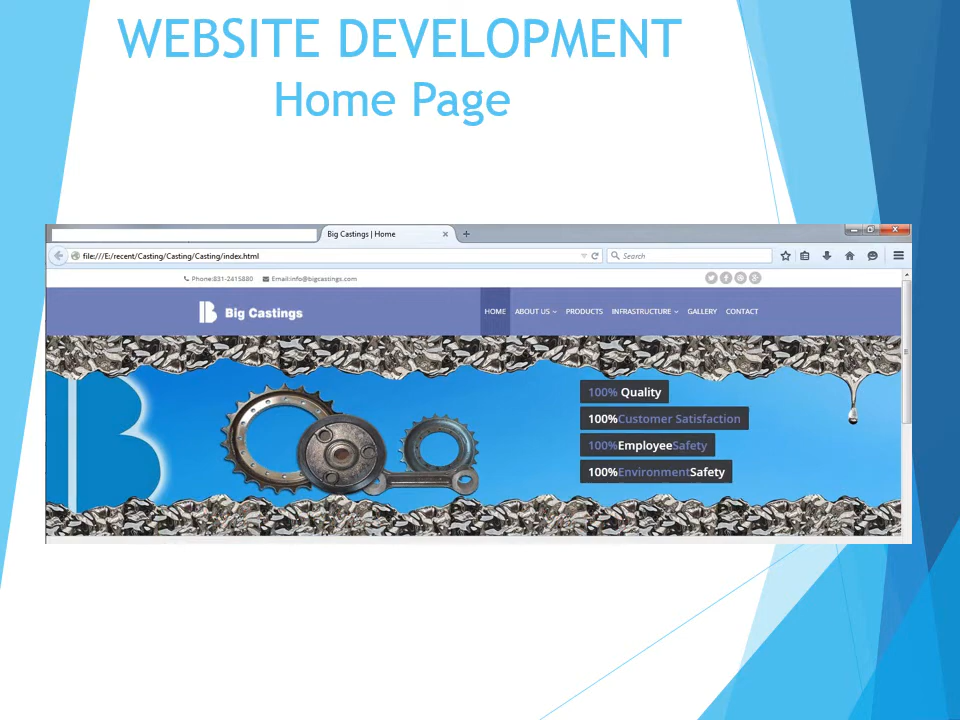 WEBSITE DEVELOPMENT
Home Page
Big Castings | Home
file:///E:/recent/Casting/Casting/Casting/index.html
Search
Phone:831-2415880 Email:info@bigcastings.com
Big Castings
HOME ABOUT US PRODUCTS INFRASTRUCTURE GALLERY CONTACT
100% Quality
100%Customer Satisfaction
100%EmployeeSafety
100%EnvironmentSafety